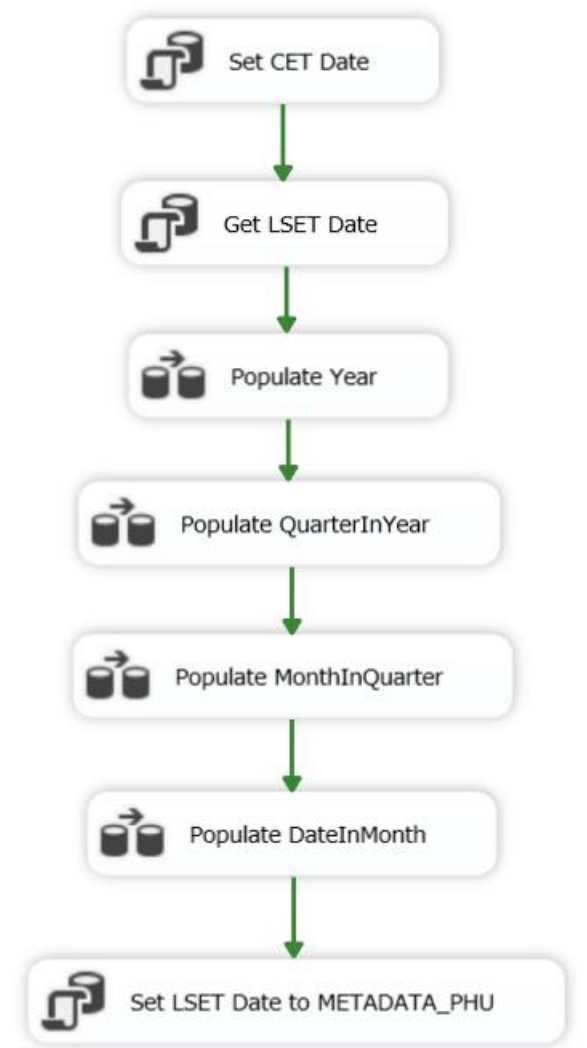 Set CET Date
Get LSET Date
Populate Year
Populate QuarterInYear
Populate MonthInQuarter
Populate DateInMonth
Set LSET Date to METADATA_PHU